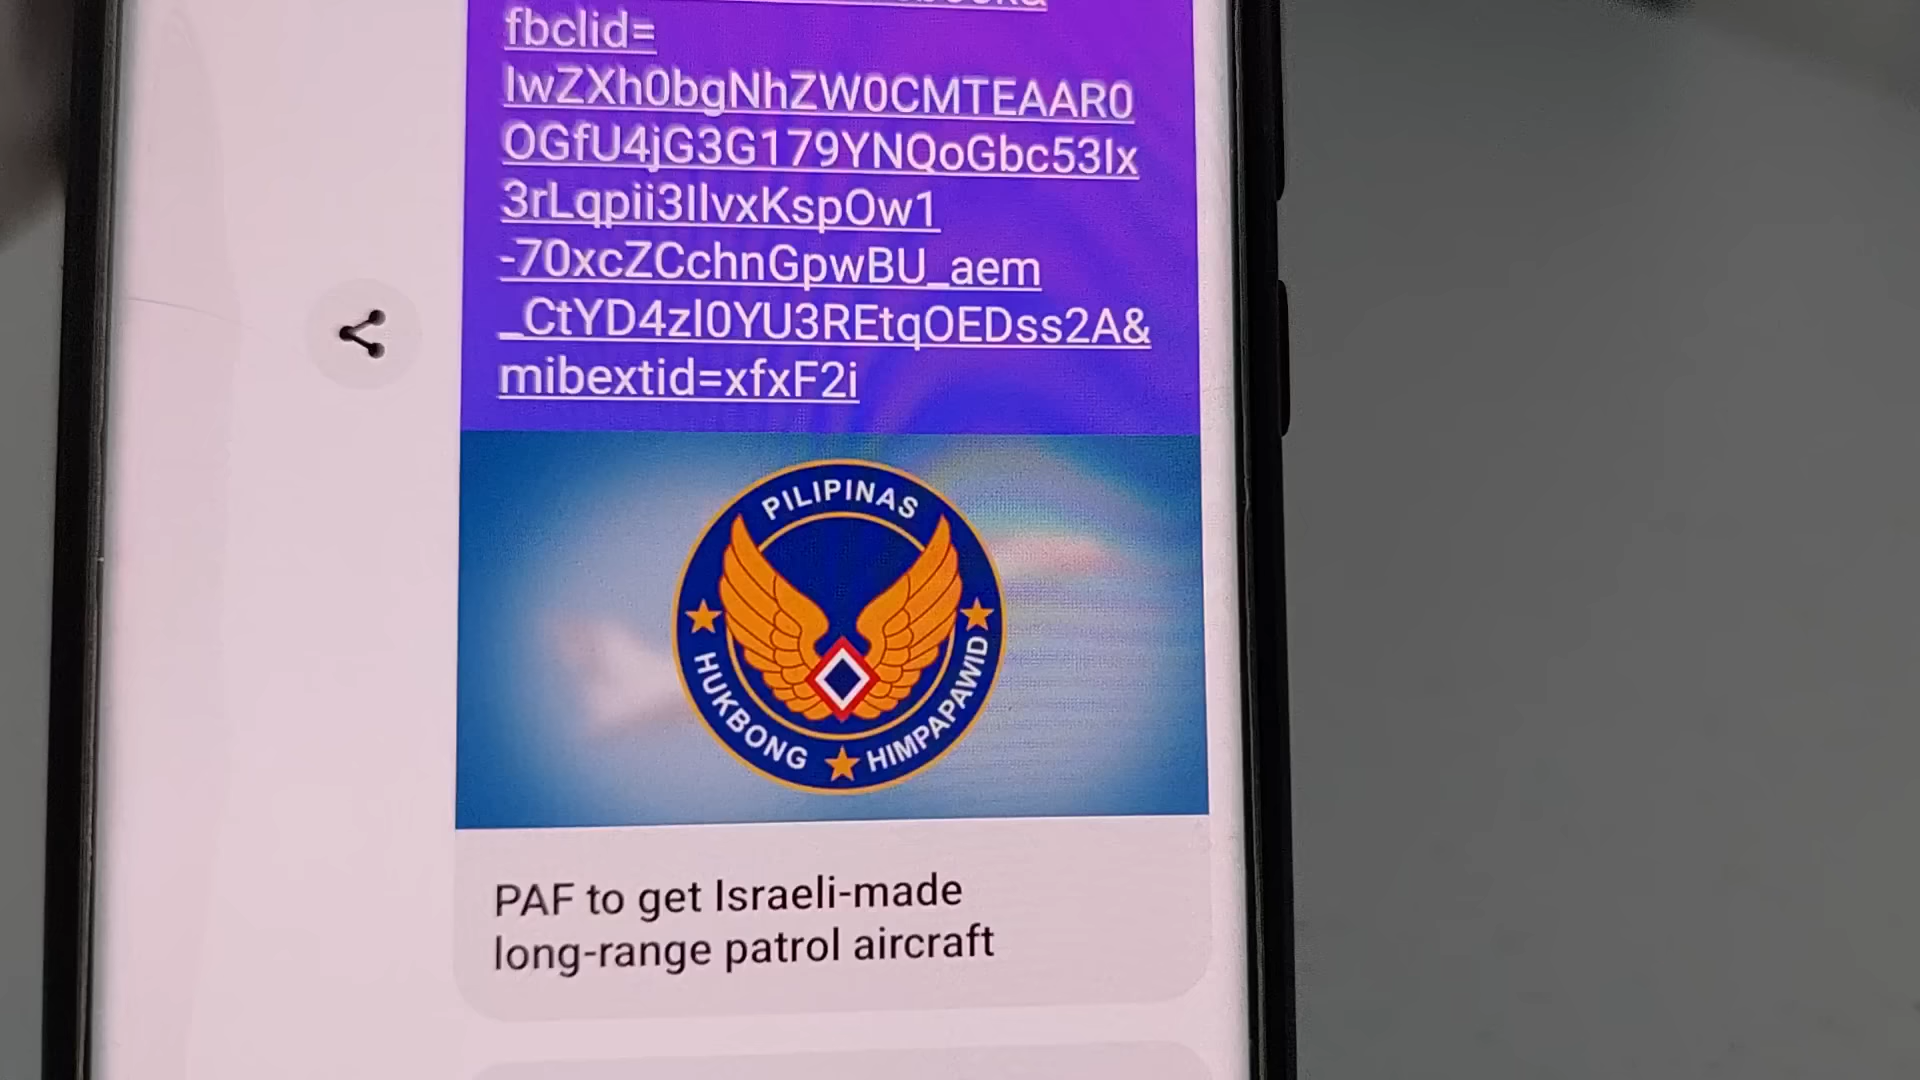 fbclid=
IwZXh0bgNhZW0CMTEAAR0
OGfU4jG3G179YNQoGbc53Ix
3rLqpii3IlvxKspOw1
-70xcZCchnGpwBU_aem
_CtYD4zl0YU3REtqOEDss2A&
mibextid=xfxF2i
PILIPINAS
HUKBONG HIMPAPAWID
PAF to get Israeli-made
long-range patrol aircraft